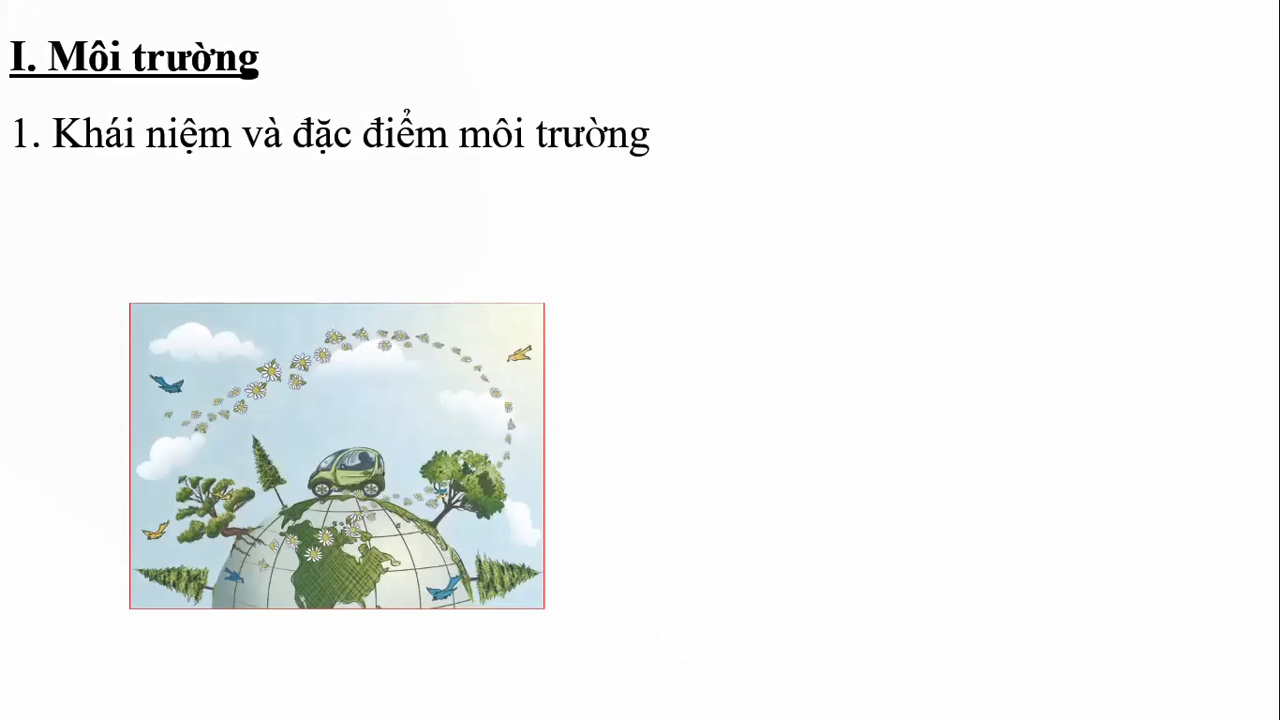 I. Môi trường
1. Khái niệm và đặc điểm môi trường